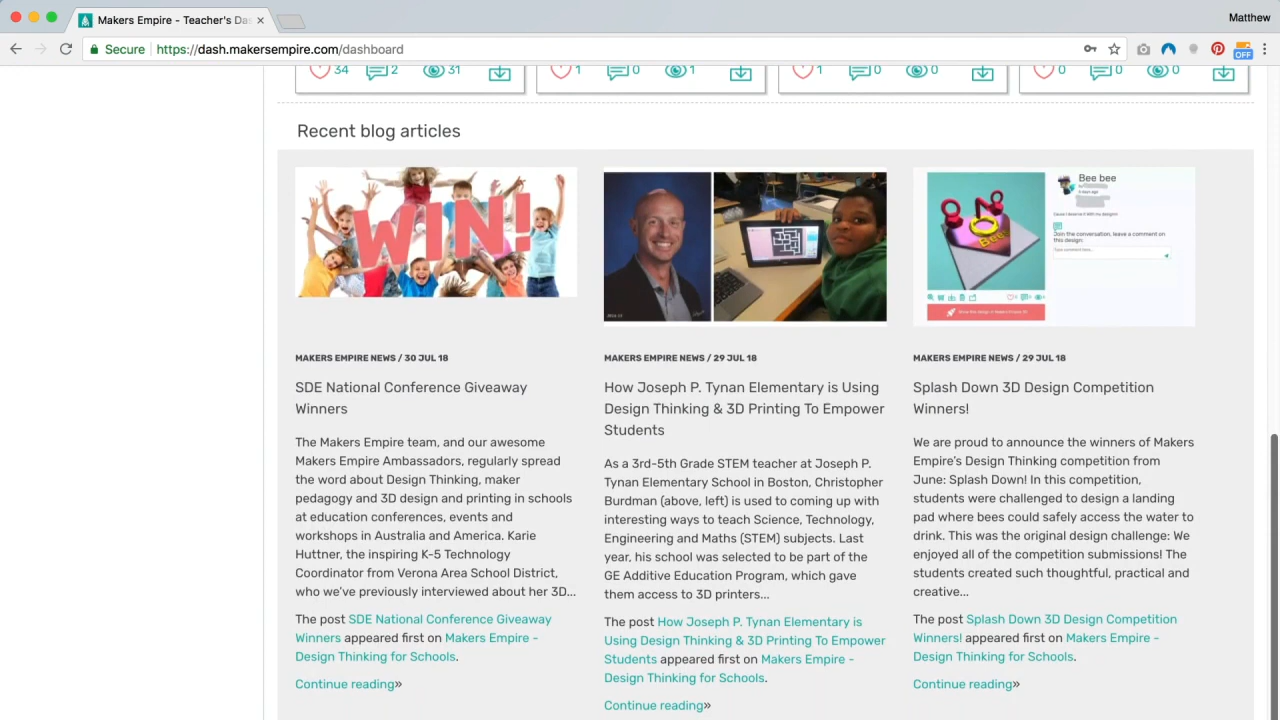 Makers Empire - Teacher's Da
Matthew
Secure https://dash.makersempire.com/dashboard
OFF
34 2 31
1 0 1
1 0 0
0 0 0
Recent blog articles
WIN!
MAKERS EMPIRE NEWS / 30 JUL 18
SDE National Conference Giveaway
Winners
The Makers Empire team, and our awesome
Makers Empire Ambassadors, regularly spread
the word about Design Thinking, maker
pedagogy and 3D design and printing in schools
at education conferences, events and
workshops in Australia and America. Karie
Huttner, the inspiring K-5 Technology
Coordinator from Verona Area School District,
who we've previously interviewed about her 3D...
The post SDE National Conference Giveaway
Winners appeared first on Makers Empire -
Design Thinking for Schools.
Continue reading»
MAKERS EMPIRE NEWS / 29 JUL 18
How Joseph P. Tynan Elementary is Using
Design Thinking & 3D Printing To Empower
Students
As a 3rd-5th Grade STEM teacher at Joseph P.
Tynan Elementary School in Boston, Christopher
Burdman (above, left) is used to coming up with
interesting ways to teach Science, Technology,
Engineering and Maths (STEM) subjects. Last
year, his school was selected to be part of the
GE Additive Education Program, which gave
them access to 3D printers...
The post How Joseph P. Tynan Elementary is
Using Design Thinking & 3D Printing To Empower
Students appeared first on Makers Empire -
Design Thinking for Schools.
Continue reading»
Bee bee
Join the conversation, leave a comment on
this design:
Type comment here...
MAKERS EMPIRE NEWS / 29 JUL 18
Splash Down 3D Design Competition
Winners!
We are proud to announce the winners of Makers
Empire's Design Thinking competition from
June: Splash Down! In this competition,
students were challenged to design a landing
pad where bees could safely access the water to
drink. This was the original design challenge: We
enjoyed all of the competition submissions! The
students created such thoughtful, practical and
creative...
The post Splash Down 3D Design Competition
Winners! appeared first on Makers Empire -
Design Thinking for Schools.
Continue reading»